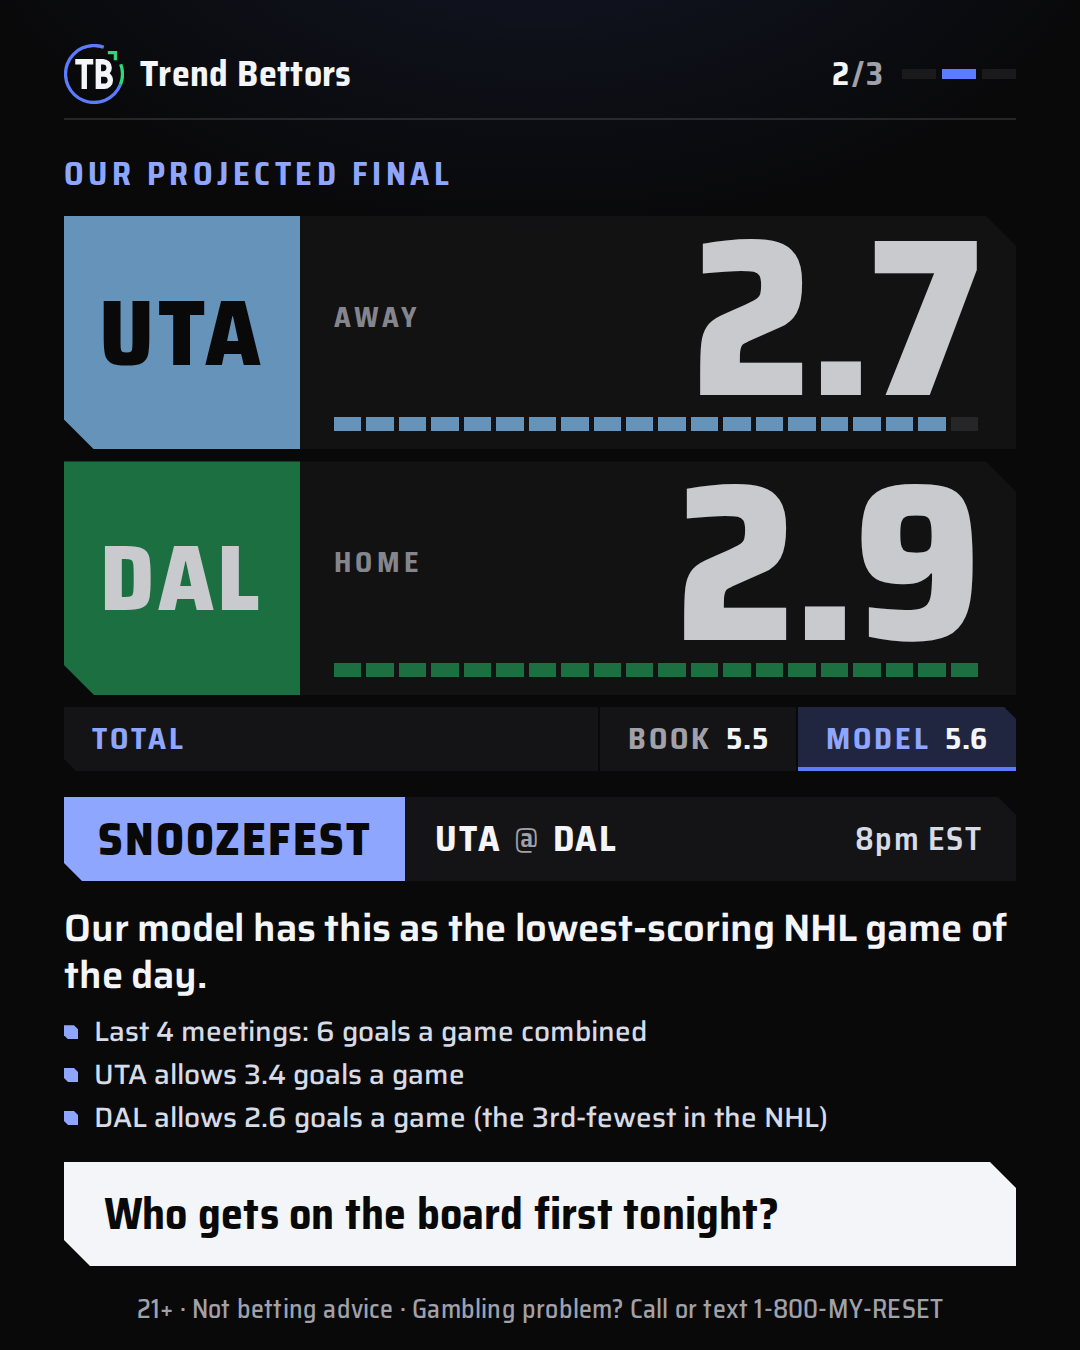 TB Trend Bettors 2/3
OUR PROJECTED FINAL
UTA AWAY 2.7
DAL HOME 2.9
TOTAL BOOK 5.5 MODEL 5.6
SNOOZEFEST UTA @ DAL 8pm EST
Our model has this as the lowest-scoring NHL game of
the day.
Last 4 meetings: 6 goals a game combined
UTA allows 3.4 goals a game
DAL allows 2.6 goals a game (the 3rd-fewest in the NHL)
Who gets on the board first tonight?
21+ · Not betting advice · Gambling problem? Call or text 1-800-MY-RESET